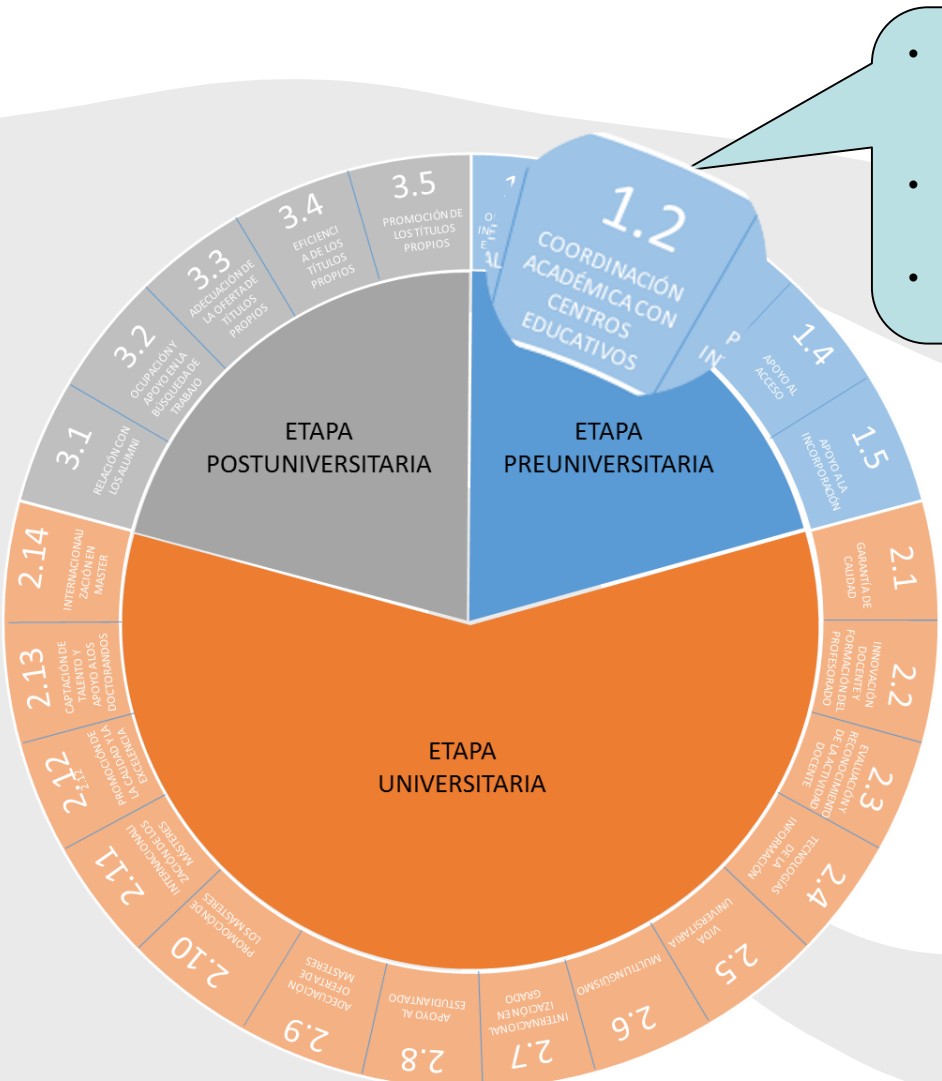 1.2
COORDINACIÓN
ACADÉMICA CON
CENTROS
EDUCATIVOS
1.4
APOYO AL
ACCESO
1.5
APOYO A LA
INCORPORACIÓN
2.1
GARANTÍA DE
CALIDAD
2.2
INNOVACIÓN
DOCENTE Y
FORMACIÓN DEL
PROFESORADO
2.3
EVALUACIÓN Y
RECONOCIMIENTO
DE LA ACTIVIDAD
DOCENTE
2.4
TECNOLOGÍAS
DE LA
INFORMACIÓN
2.5
VIDA
UNIVERSITARIA
2.6
MULTILINGÜISMO
2.7
INTERNACIONAL
IZACIÓN EN
GRADO
2.8
APOYO AL
ESTUDIANTADO
2.9
ADECUACIÓN
OFERTA DE
MÁSTERES
2.10
PROMOCIÓN DE
LOS MÁSTERES
2.11
INTERNACIONALI
ZACIÓN DE LOS
MÁSTERES
2.12
2.12
PROMOCIÓN DE
LA CALIDAD Y LA
EXCELENCIA
2.13
CAPTACIÓN DE
TALENTO Y
APOYO A LOS
DOCTORANDOS
2.14
INTERNACIONALI
ZACIÓN EN
MASTER
3.1
RELACIÓN CON
LOS ALUMNI
3.2
OCUPACIÓN Y
APOYO EN LA
BÚSQUEDA DE
TRABAJO
3.3
ADECUACIÓN DE
LA OFERTA DE
TÍTULOS
PROPIOS
3.4
EFICIENCI
A DE LOS
TÍTULOS
PROPIOS
3.5
PROMOCIÓN DE
LOS TÍTULOS
PROPIOS
ETAPA
POSTUNIVERSITARIA
ETAPA
PREUNIVERSITARIA
ETAPA
UNIVERSITARIA